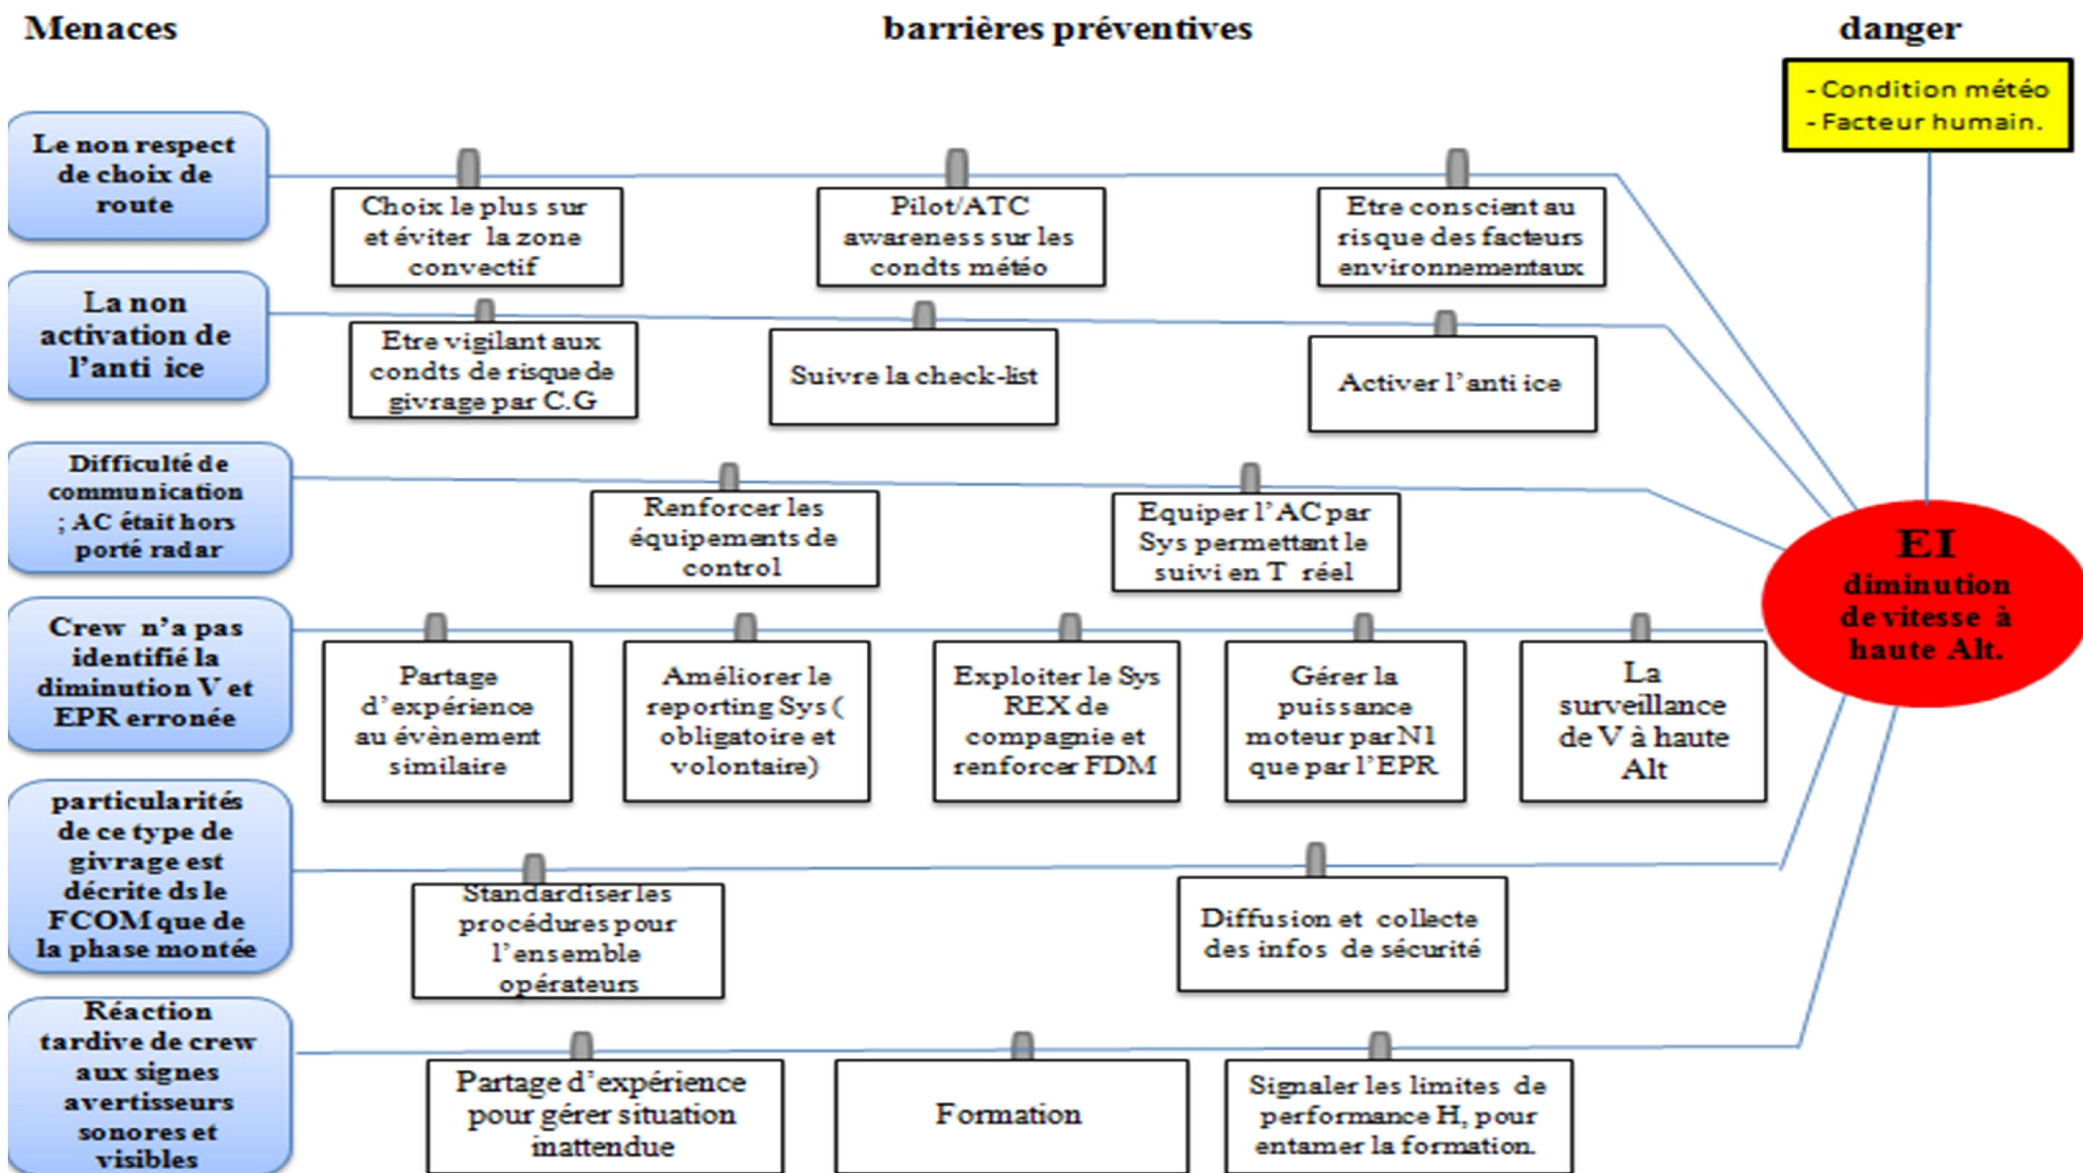 Menaces
barrières préventives
danger
- Condition météo
- Facteur humain.
Le non respect
de choix de
route
Choix le plus sur
et éviter la zone
convectif
Pilot/ATC
awareness sur les
condts météo
Etre conscient au
risque des facteurs
environnementaux
La non
activation de
l'anti ice
Etre vigilant aux
condts de risque de
givrage par C.G
Suivre la check-list
Activer l'anti ice
Difficulté de
communication
; AC était hors
porté radar
Renforcer les
équipements de
control
Equiper l'AC par
Sys permettant le
suivi en T réel
EI
diminution
de vitesse à
haute Alt.
Crew n'a pas
identifié la
diminution V et
EPR erronée
Partage
d'expérience
au évènement
similaire
Améliorer le
reporting Sys (
obligatoire et
volontaire)
Exploiter le Sys
REX de
compagnie et
renforcer FDM
Gérer la
puissance
moteur par N1
que par l'EPR
La
surveillance
de V à haute
Alt
particularités
de ce type de
givrage est
décrite ds le
FCOM que de
la phase montée
Standardiser les
procédures pour
l'ensemble
opérateurs
Diffusion et collecte
des infos de sécurité
Réaction
tardive de crew
aux signes
avertisseurs
sonores et
visibles
Partage d'expérience
pour gérer situation
inattendue
Formation
Signaler les limites de
performance H, pour
entamer la formation.